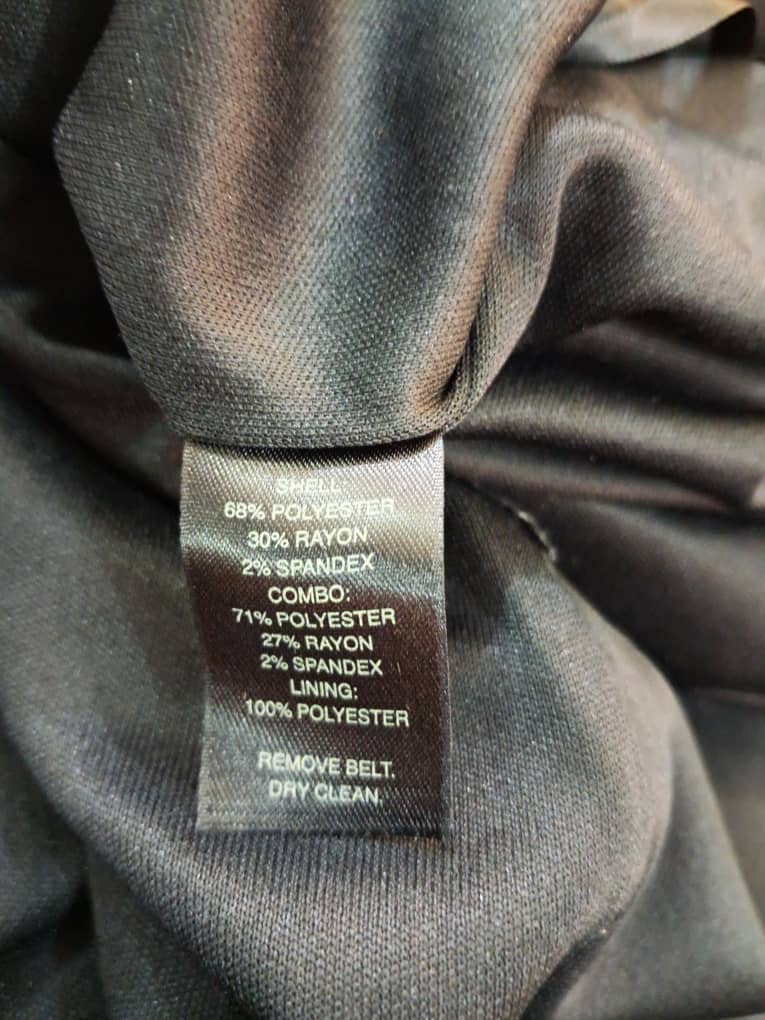 SHELL
68% POLYESTER
30% RAYON
2% SPANDEX
COMBO:
71% POLYESTER
27% RAYON
2% SPANDEX
LINING:
100% POLYESTER
REMOVE BELT.
DRY CLEAN.